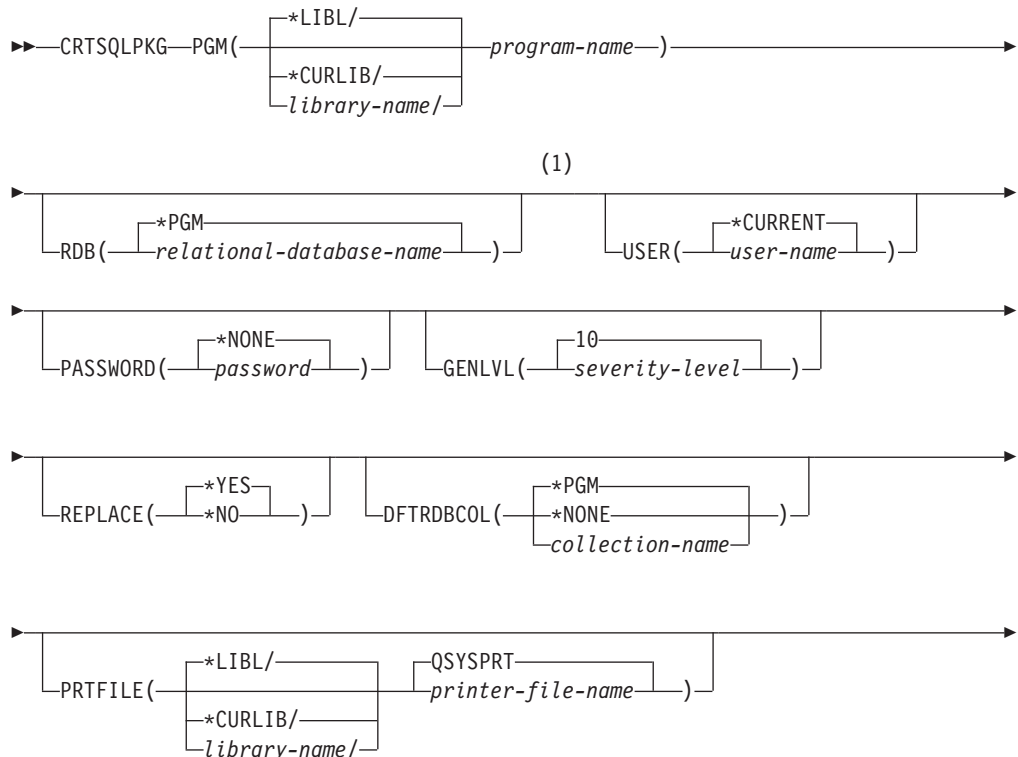 *LIBL/
CRTSQLPKG PGM( program-name )
*CURLIB/
library-name/
(1)
*PGM *CURRENT
RDB( relational-database-name ) USER( user-name )
*NONE 10
PASSWORD( password ) GENLVL( severity-level )
*YES *PGM
REPLACE( *NO ) DFTRDBCOL( *NONE )
collection-name
*LIBL/ QSYSPRT
PRTFILE( printer-file-name )
*CURLIB/
library-name/